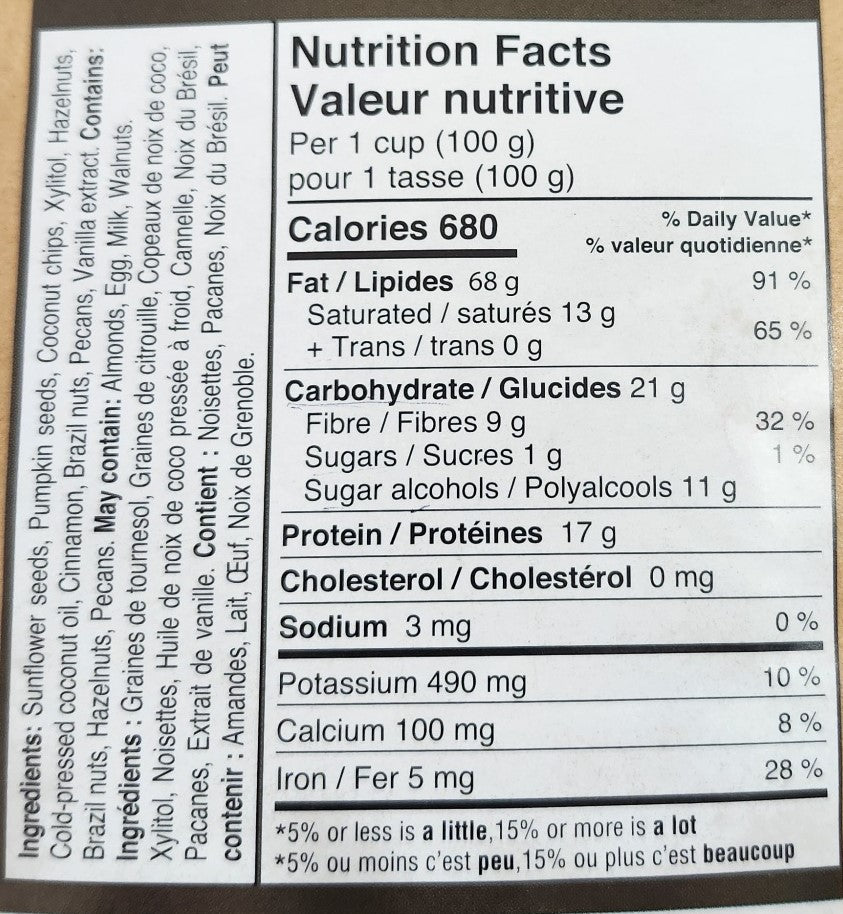 Ingredients: Sunflower seeds, Pumpkin seeds, Coconut chips, Xylitol, Hazelnuts,
Cold-pressed coconut oil, Cinnamon, Brazil nuts, Pecans, Vanilla extract. Contains:
Brazil nuts, Hazelnuts, Pecans. May contain: Almonds, Egg, Milk, Walnuts.
Ingrédients : Graines de tournesol, Graines de citrouille, Copeaux de noix de coco,
Xylitol, Noisettes, Huile de noix de coco pressée à froid, Cannelle, Noix du Brésil,
Pacanes, Extrait de vanille. Contient : Noisettes, Pacanes, Noix du Brésil. Peut
contenir : Amandes, Lait, Œuf, Noix de Grenoble.
Nutrition Facts
Valeur nutritive
Per 1 cup (100 g)
pour 1 tasse (100 g)
Calories 680
% Daily Value*
% valeur quotidienne*
Fat / Lipides 68 g 91 %
Saturated / saturés 13 g
+ Trans / trans 0 g 65 %
Carbohydrate / Glucides 21 g
Fibre / Fibres 9 g 32 %
Sugars / Sucres 1 g 1 %
Sugar alcohols / Polyalcools 11 g
Protein / Protéines 17 g
Cholesterol / Cholestérol 0 mg
Sodium 3 mg 0 %
Potassium 490 mg 10 %
Calcium 100 mg 8 %
Iron / Fer 5 mg 28 %
*5% or less is a little, 15% or more is a lot
*5% ou moins c'est peu, 15% ou plus c'est beaucoup